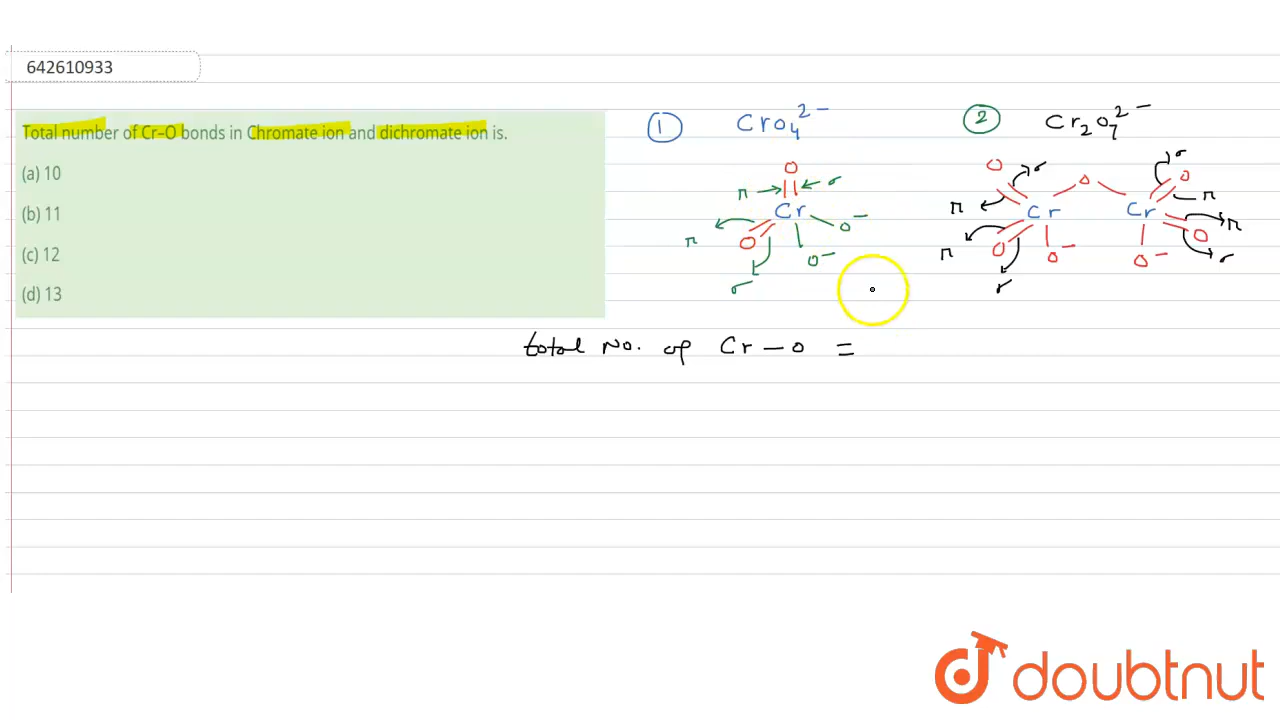 642610933
Total number of Cr–O bonds in Chromate ion and dichromate ion is.
(a) 10
(b) 11
(c) 12
(d) 13
1 CrO4 2–
O
π σ
Cr
π O O–
O–
σ
2 Cr2O7 2–
O σ O σ O
π Cr Cr π
π O O– O– O π
σ σ
total No. of Cr – O =
doubtnut